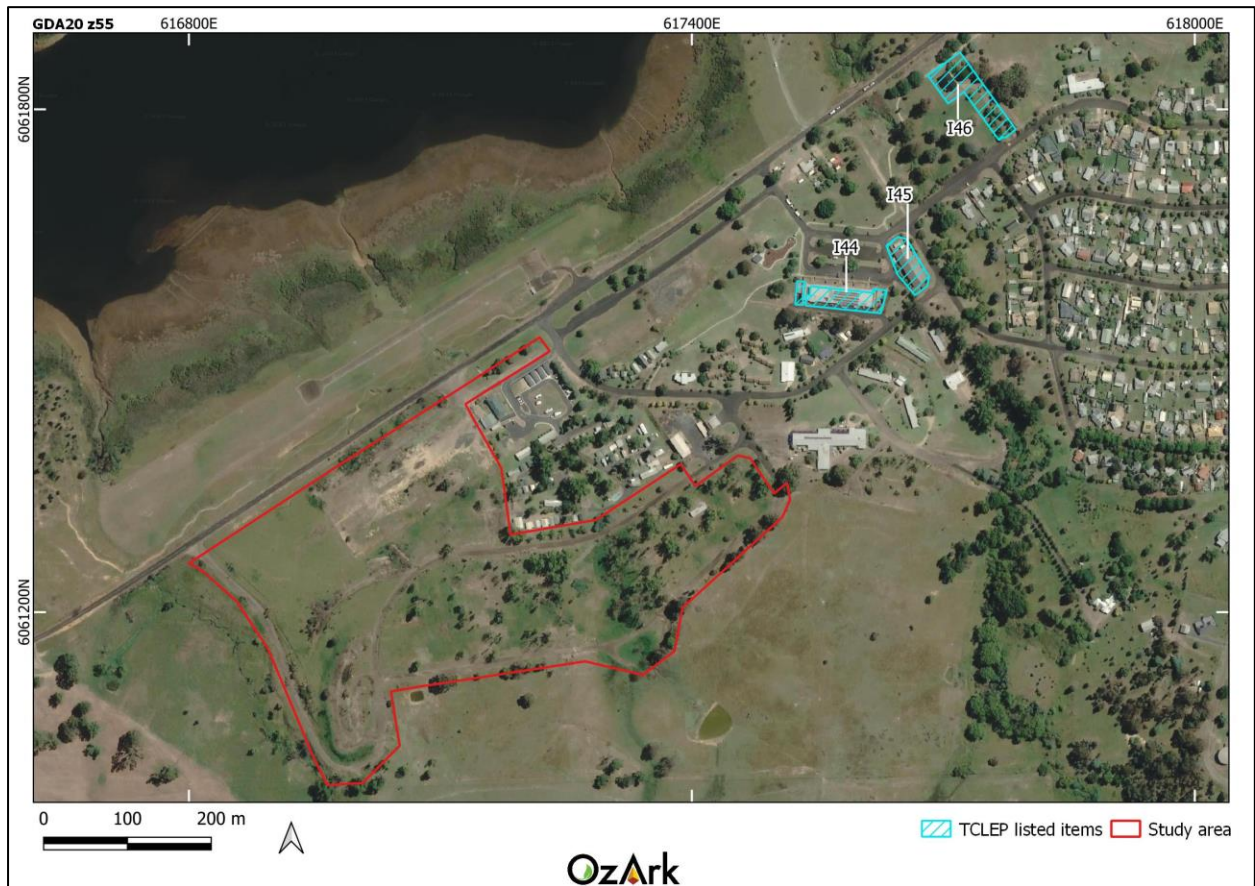 GDA20 z55
616800E
617400E
618000E
6061800N
6061200N
I46
I45
I44
0 100 200 m
TCLEP listed items
Study area
OzArk